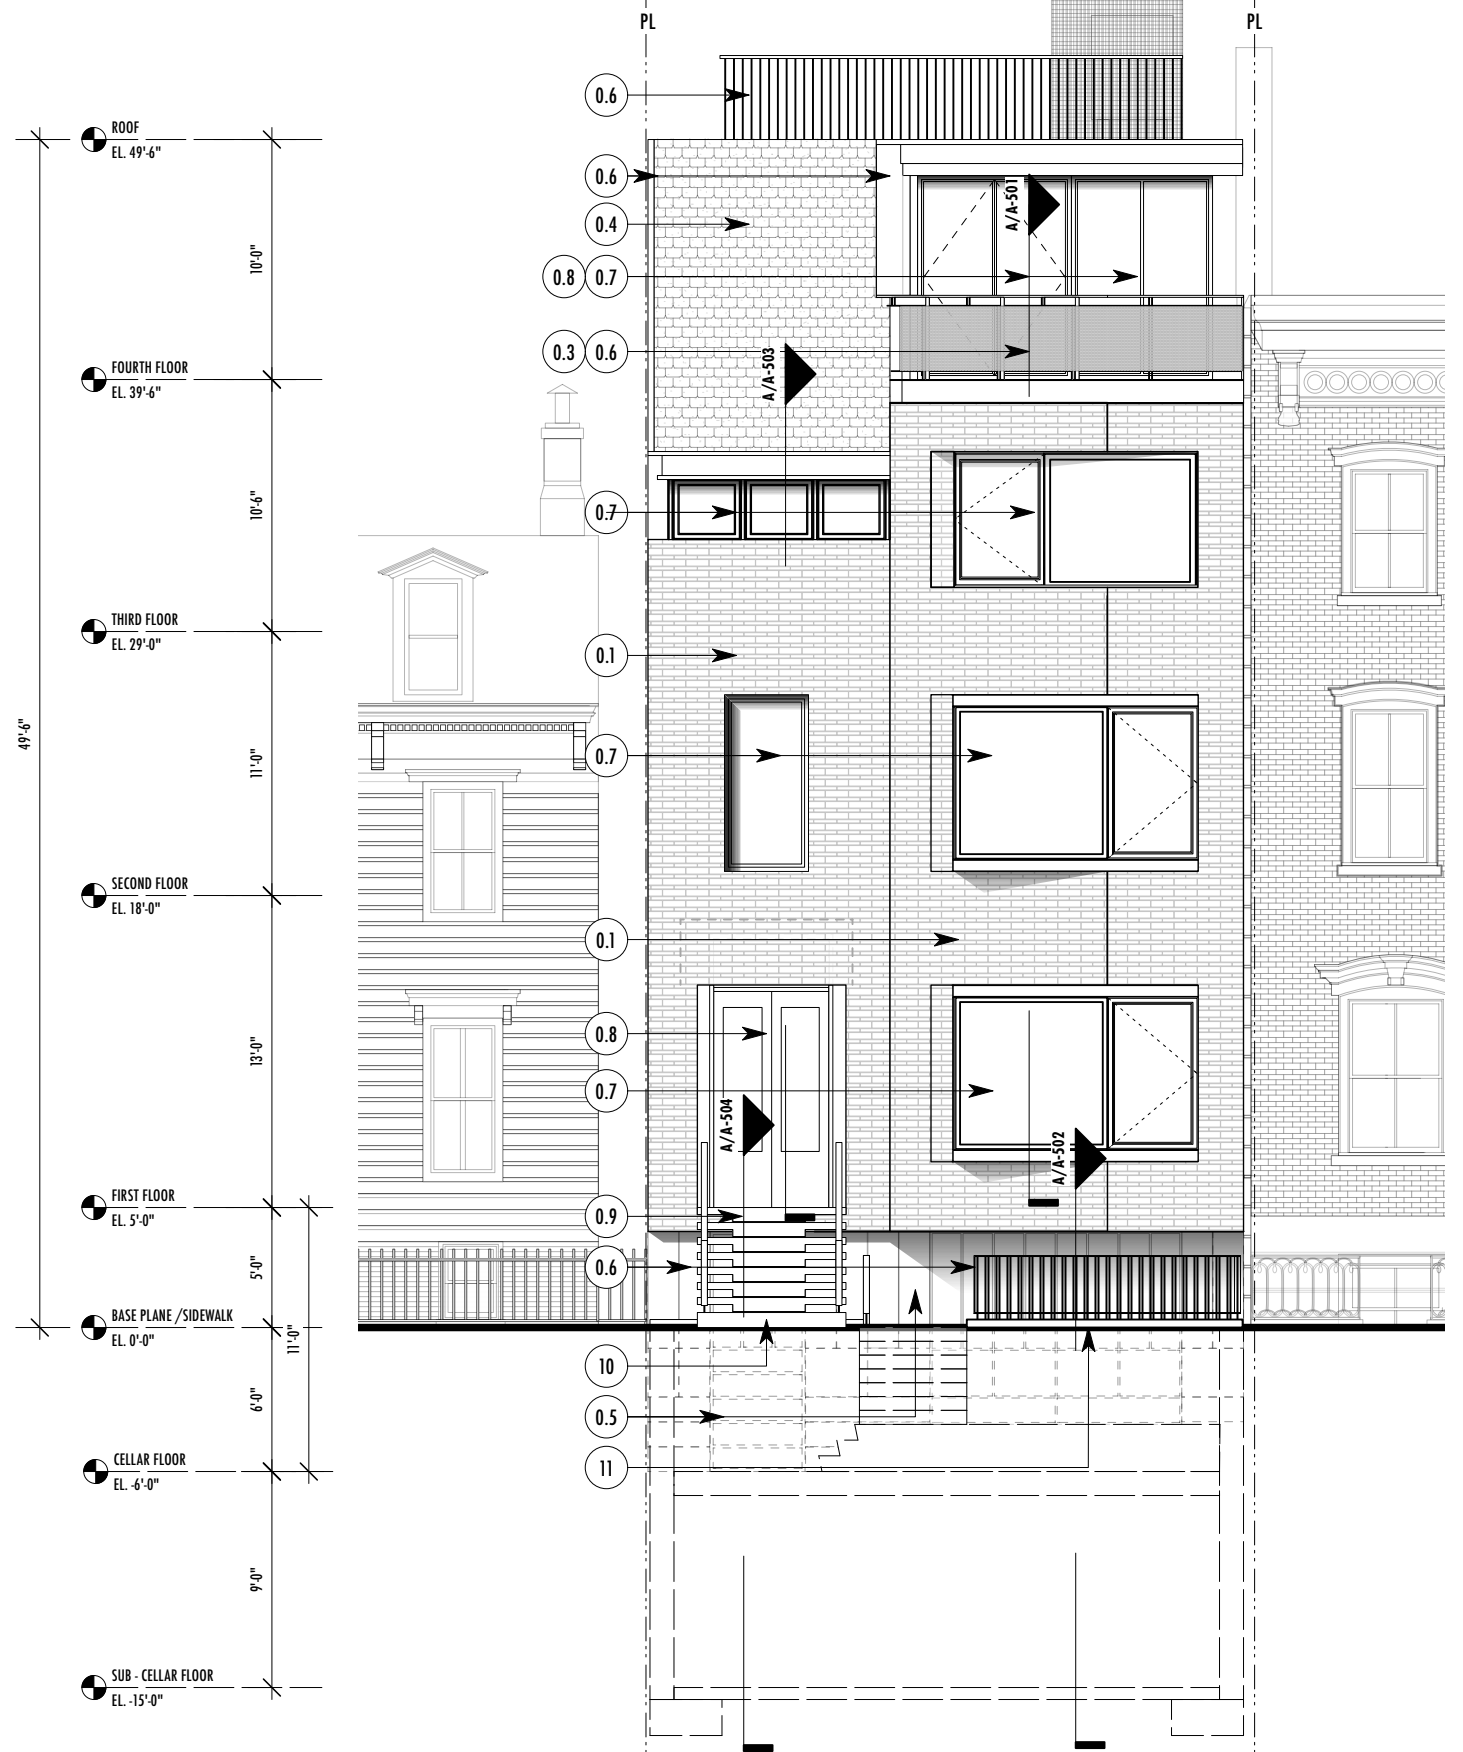 PL
PL
0.6
ROOF
EL. 49'-6"
0.6
A/A-501
0.4
10'-0"
0.8
0.7
0.3
0.6
A/A-503
FOURTH FLOOR
EL. 39'-6"
10'-6"
0.7
THIRD FLOOR
EL. 29'-0"
0.1
49'-6"
11'-0"
0.7
SECOND FLOOR
EL. 18'-0"
0.1
13'-0"
0.8
0.7
A/A-504
A/A-502
FIRST FLOOR
EL. 5'-0"
0.9
5'-0"
0.6
BASE PLANE /SIDEWALK
EL. 0'-0"
11'-0"
10
6'-0"
0.5
CELLAR FLOOR
EL. -6'-0"
11
9'-0"
SUB - CELLAR FLOOR
EL. -15'-0"